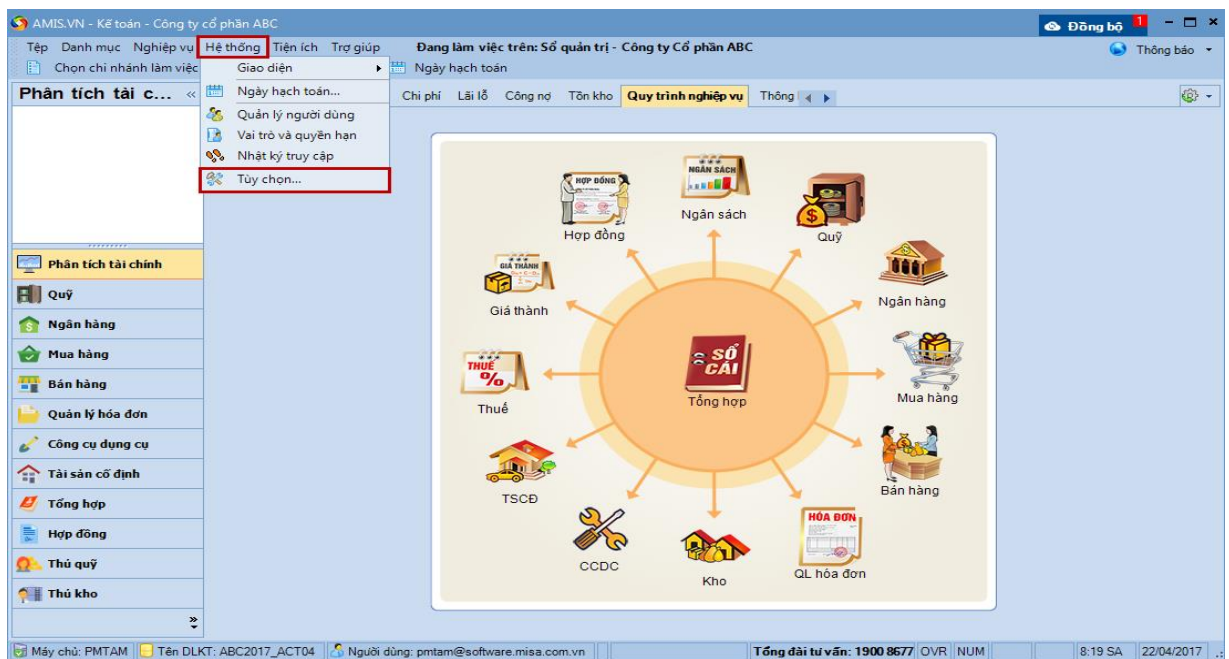 AMIS.VN - Kế toán - Công ty cổ phần ABC
Đồng bộ 1
Tệp Danh mục Nghiệp vụ Hệ thống Tiện ích Trợ giúp Đang làm việc trên: Sổ quản trị - Công ty Cổ phần ABC Thông báo
Chọn chi nhánh làm việc
Ngày hạch toán
Giao diện
Ngày hạch toán...
Quản lý người dùng
Vai trò và quyền hạn
Nhật ký truy cập
Tùy chọn...
Phân tích tài c... «
Chi phí Lãi lỗ Công nợ Tồn kho Quy trình nghiệp vụ Thông
Phân tích tài chính
Quỹ
Ngân hàng
Mua hàng
Bán hàng
Quản lý hóa đơn
Công cụ dụng cụ
Tài sản cố định
Tổng hợp
Hợp đồng
Thủ quỹ
Thủ kho
NGÂN SÁCH
Ngân sách
HỢP ĐỒNG
Hợp đồng
Quỹ
GIÁ THÀNH
Giá thành
Ngân hàng
SỔ
CÁI
Tổng hợp
THUẾ
%
Thuế
Mua hàng
TSCĐ
Bán hàng
CCDC
Kho
HÓA ĐƠN
QL hóa đơn
Máy chủ: PMTAM Tên DLKT: ABC2017_ACT04 Người dùng: pmtam@software.misa.com.vn Tổng đài tư vấn: 1900 8677 OVR NUM 8:19 SA 22/04/2017